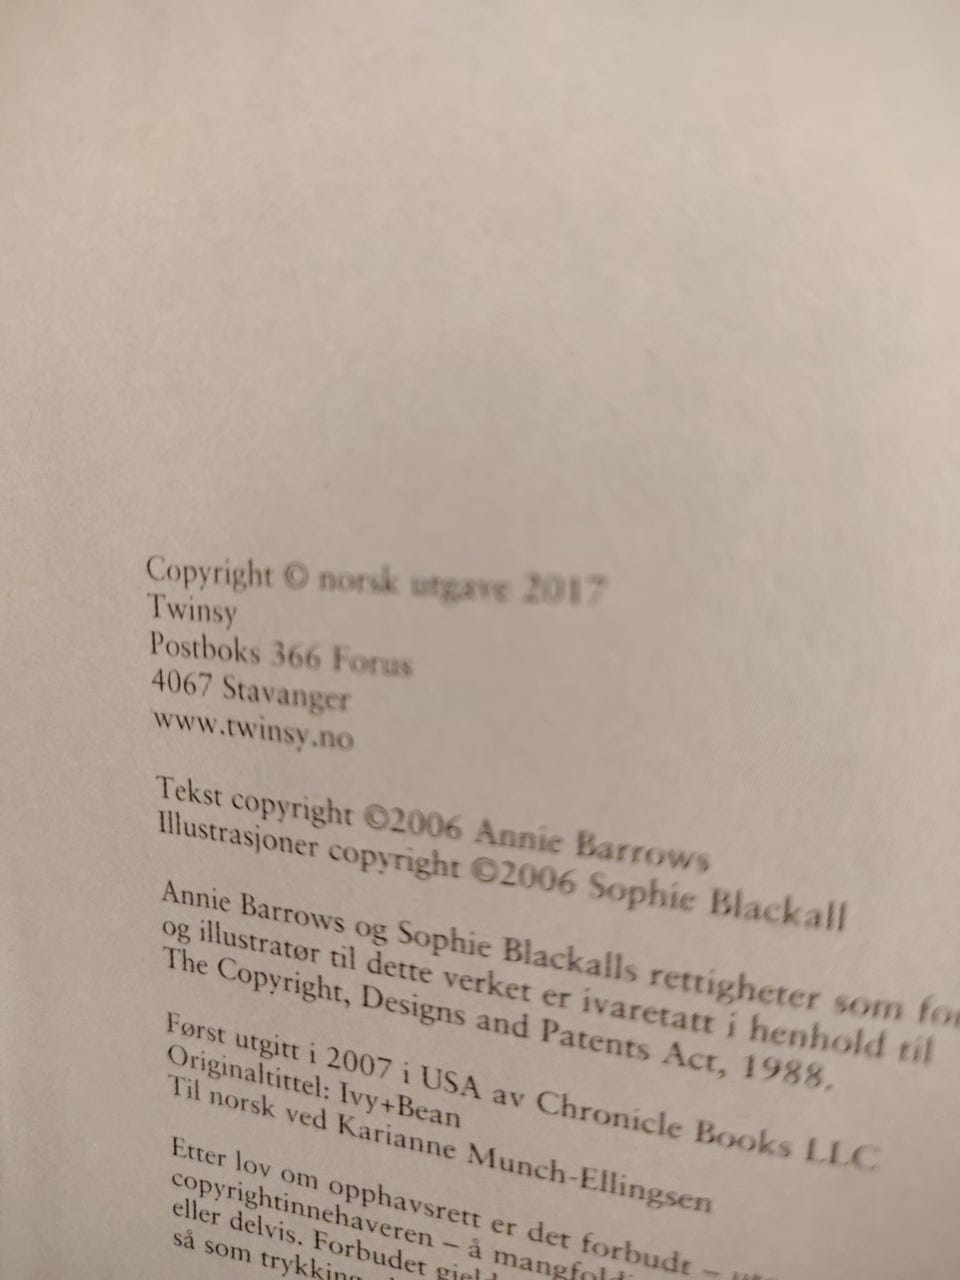 Copyright © norsk utgave 2017
Twinsy
Postboks 366 Forus
4067 Stavanger
www.twinsy.no
Tekst copyright ©2006 Annie Barrows
Illustrasjoner copyright ©2006 Sophie Blackall
Annie Barrows og Sophie Blackalls rettigheter som
og illustratør til dette verket er ivaretatt i henhold til
The Copyright, Designs and Patents Act, 1988.
Først utgitt i 2007 i USA av Chronicle Books LLC
Originaltittel: Ivy+Bean
Til norsk ved Karianne Munch-Ellingsen
Etter lov om opphavsrett er det forbudt –
copyrightinnehaveren – å
eller delvis. Forbudet
så som